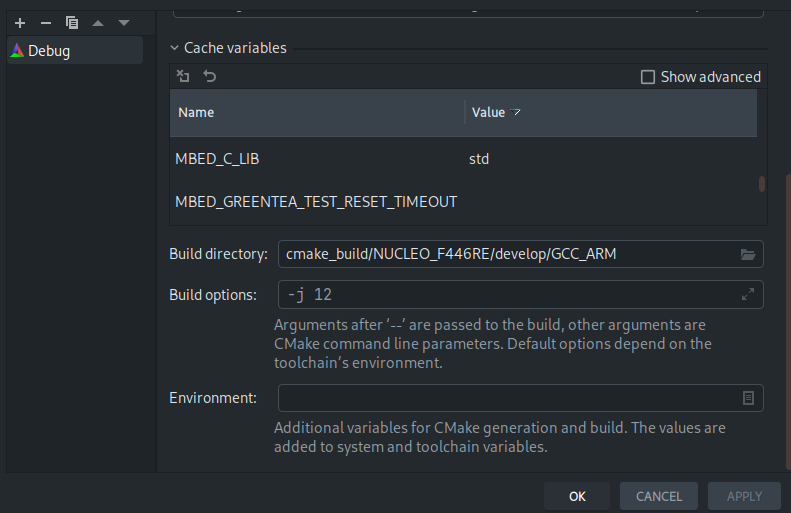 Debug
Cache variables
Show advanced
Name Value
MBED_C_LIB std
MBED_GREENTEA_TEST_RESET_TIMEOUT
Build directory: cmake_build/NUCLEO_F446RE/develop/GCC_ARM
Build options: -j 12
Arguments after ‘--’ are passed to the build, other arguments are
CMake command line parameters. Default options depend on the
toolchain’s environment.
Environment:
Additional variables for CMake generation and build. The values are
added to system and toolchain variables.
OK CANCEL APPLY